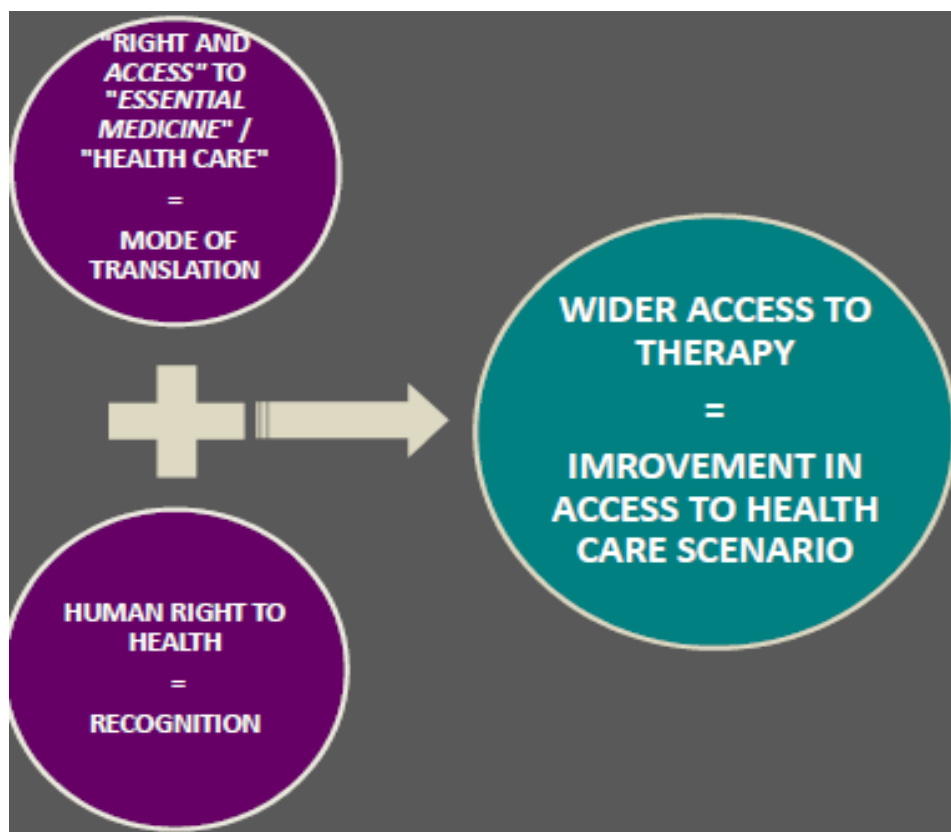 "RIGHT AND
ACCESS" TO
"ESSENTIAL
MEDICINE" /
"HEALTH CARE"
=
MODE OF
TRANSLATION
HUMAN RIGHT TO
HEALTH
=
RECOGNITION
WIDER ACCESS TO
THERAPY
=
IMROVEMENT IN
ACCESS TO HEALTH
CARE SCENARIO